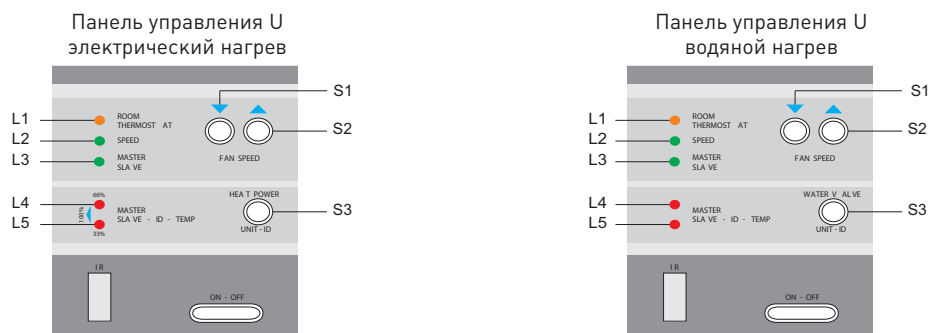 Панель управления U
электрический нагрев
S1
L1
ROOM
THERMOST AT
S2
L2
SPEED
L3
MASTER
SLA VE
FAN SPEED
L4
66%
HEA T POWER
100%
MASTER
SLA VE - ID - TEMP
S3
L5
33%
UNIT - ID
I R
ON - OFF
Панель управления U
водяной нагрев
S1
L1
ROOM
THERMOST AT
S2
L2
SPEED
L3
MASTER
SLA VE
FAN SPEED
L4
WATER V ALVE
MASTER
SLA VE - ID - TEMP
S3
L5
UNIT - ID
I R
ON - OFF